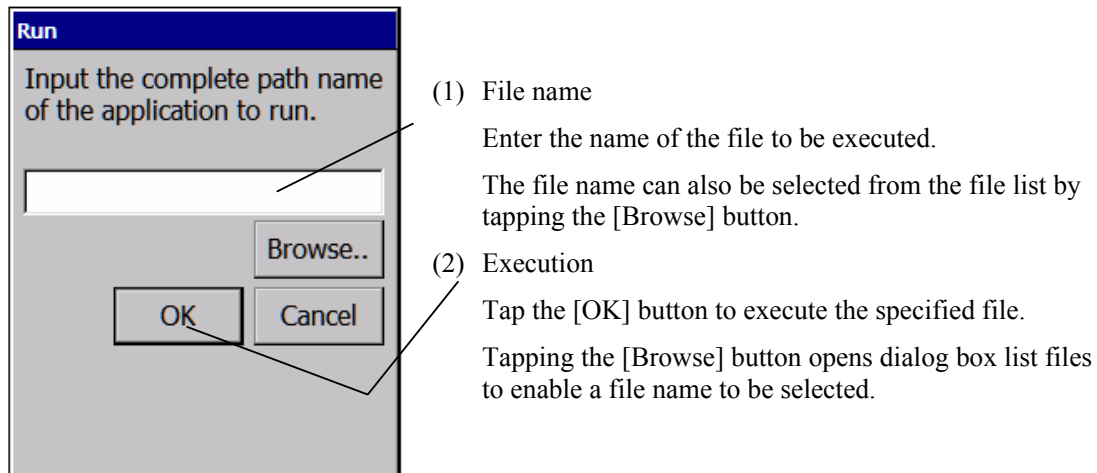 Run
Input the complete path name
of the application to run.
Browse..
OK
Cancel
(1) File name
Enter the name of the file to be executed.
The file name can also be selected from the file list by
tapping the [Browse] button.
(2) Execution
Tap the [OK] button to execute the specified file.
Tapping the [Browse] button opens dialog box list files
to enable a file name to be selected.